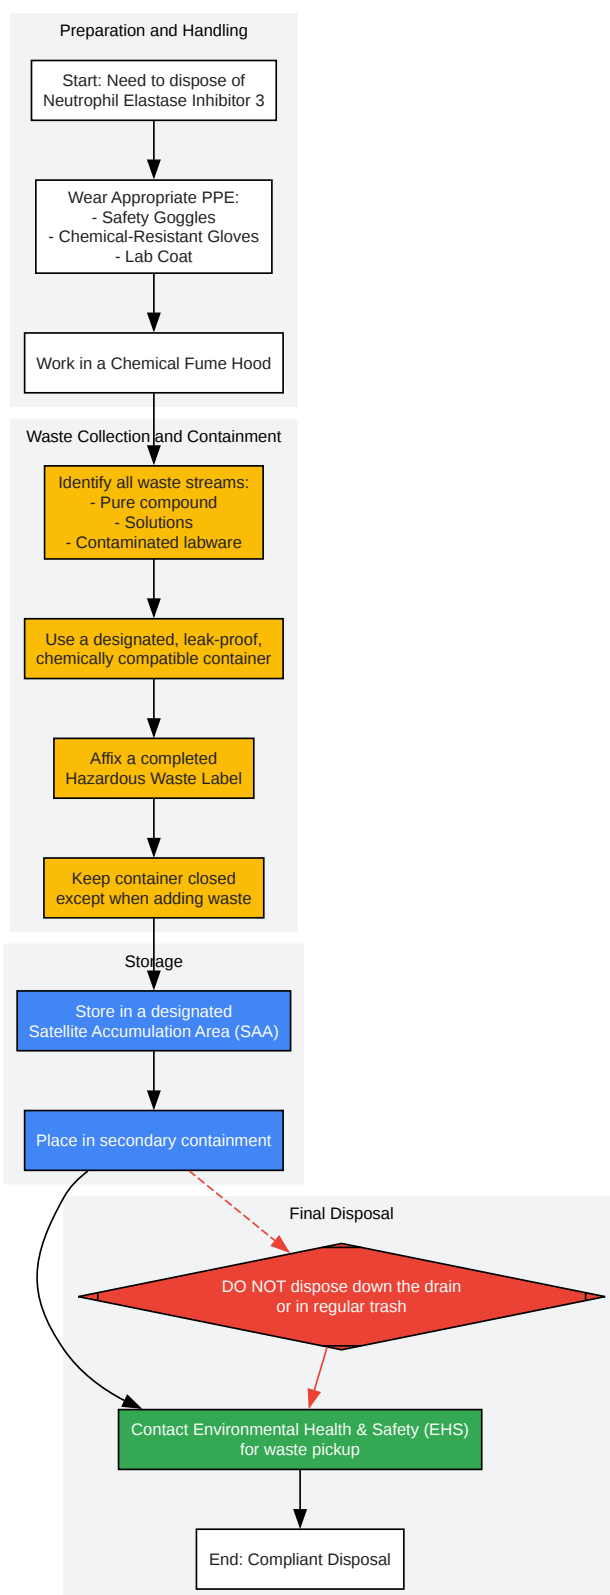 Preparation and Handling
Start: Need to dispose of
Neutrophil Elastase Inhibitor 3
Wear Appropriate PPE:
- Safety Goggles
- Chemical-Resistant Gloves
- Lab Coat
Work in a Chemical Fume Hood
Waste Collection and Containment
Identify all waste streams:
- Pure compound
- Solutions
- Contaminated labware
Use a designated, leak-proof,
chemically compatible container
Affix a completed
Hazardous Waste Label
Keep container closed
except when adding waste
Storage
Store in a designated
Satellite Accumulation Area (SAA)
Place in secondary containment
Final Disposal
DO NOT dispose down the drain
or in regular trash
Contact Environmental Health & Safety (EHS)
for waste pickup
End: Compliant Disposal